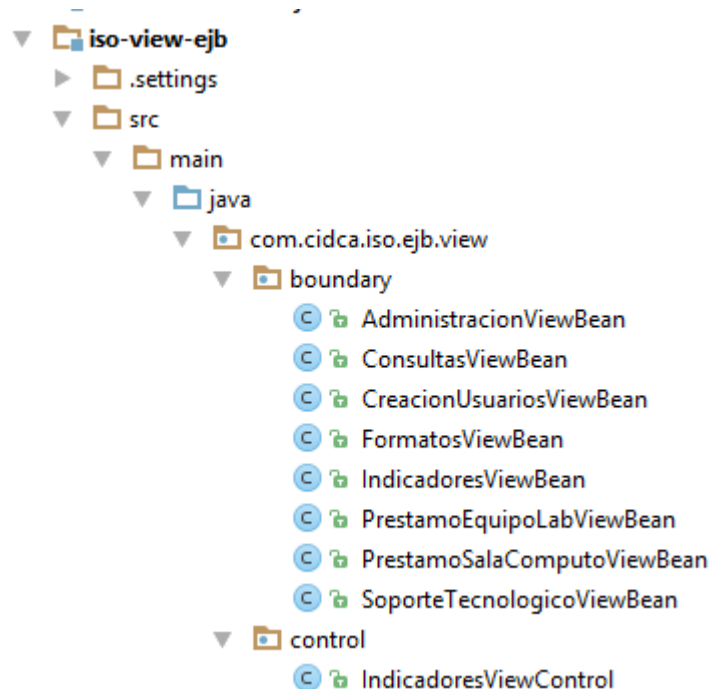 iso-view-ejb
.settings
src
main
java
com.cidca.iso.ejb.view
boundary
AdministracionViewBean
ConsultasViewBean
CreacionUsuariosViewBean
FormatosViewBean
IndicadoresViewBean
PrestamoEquipoLabViewBean
PrestamoSalaComputoViewBean
SoporteTecnologicoViewBean
control
IndicadoresViewControl